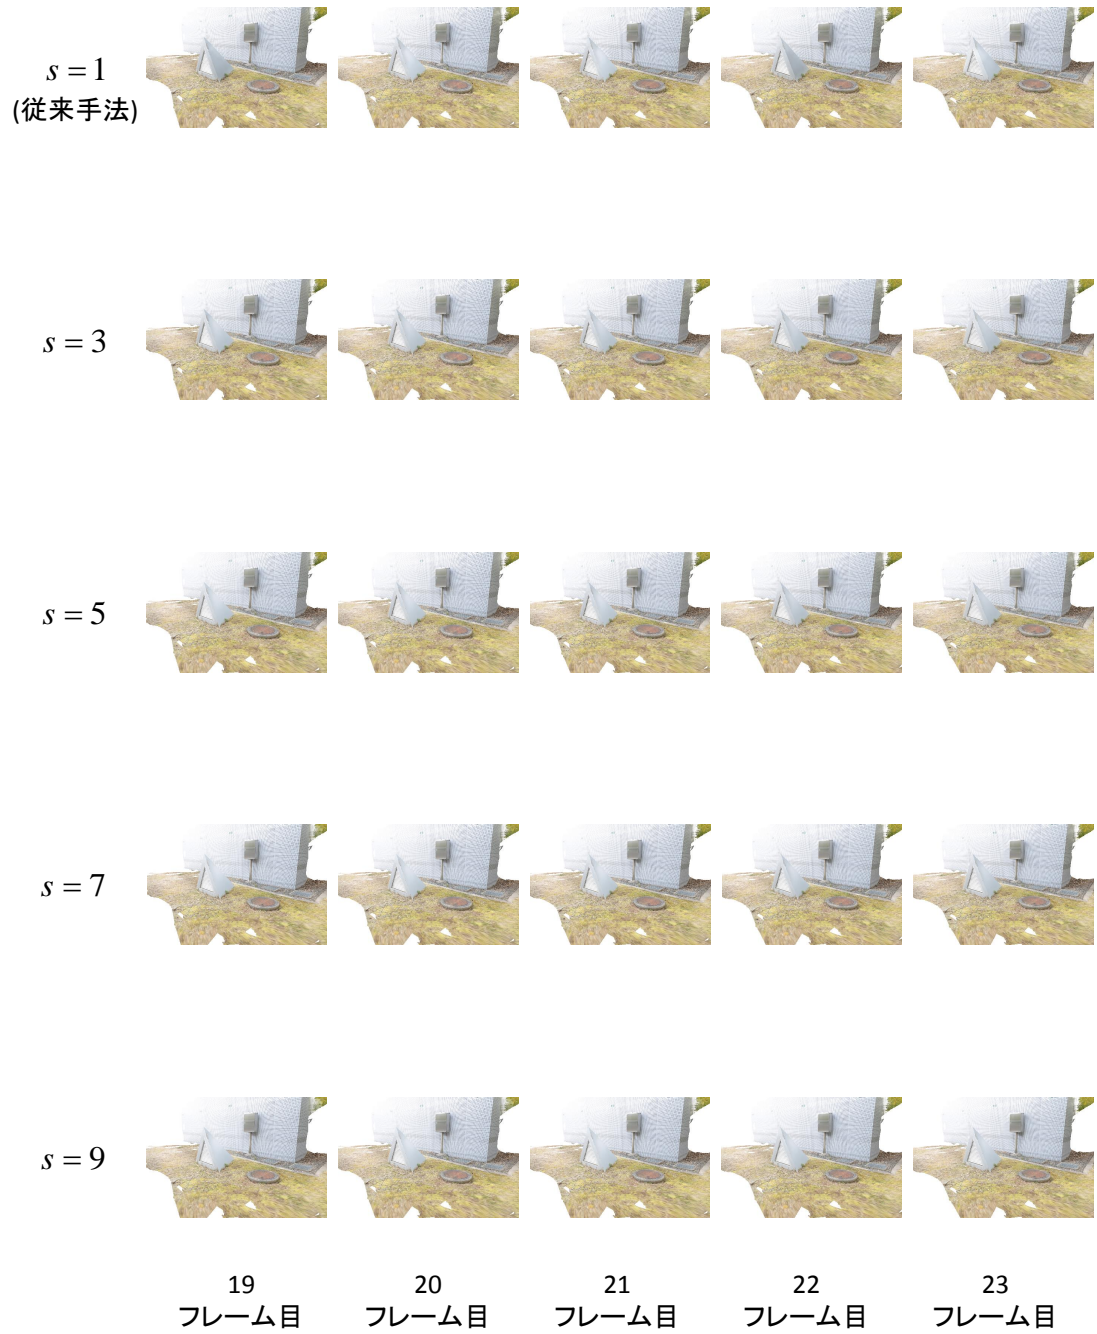 s = 1
(従来手法)
s = 3
s = 5
s = 7
s = 9
19 20 21 22 23
フレーム目 フレーム目 フレーム目 フレーム目 フレーム目